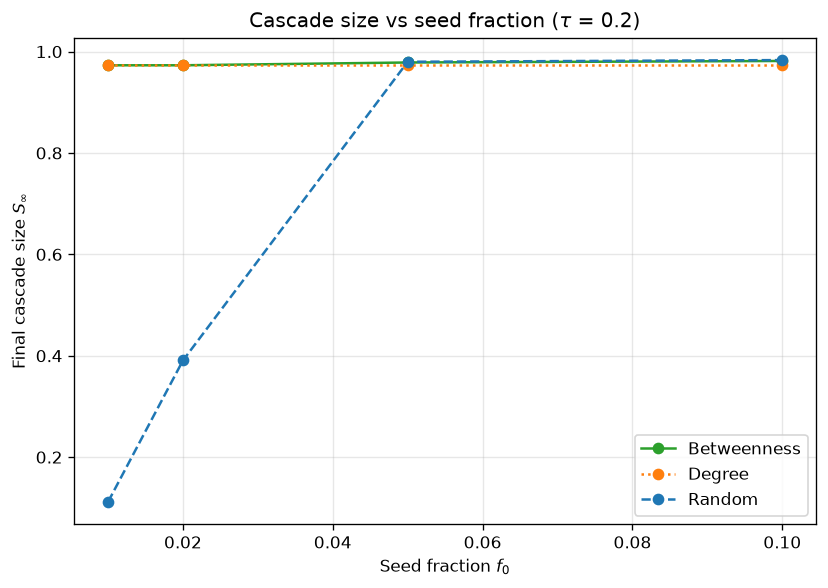 Cascade size vs seed fraction (τ = 0.2)
1.0
0.8
0.6
0.4
0.2
Final cascade size S∞
0.02 0.04 0.06 0.08 0.10
Seed fraction f₀
Betweenness
Degree
Random